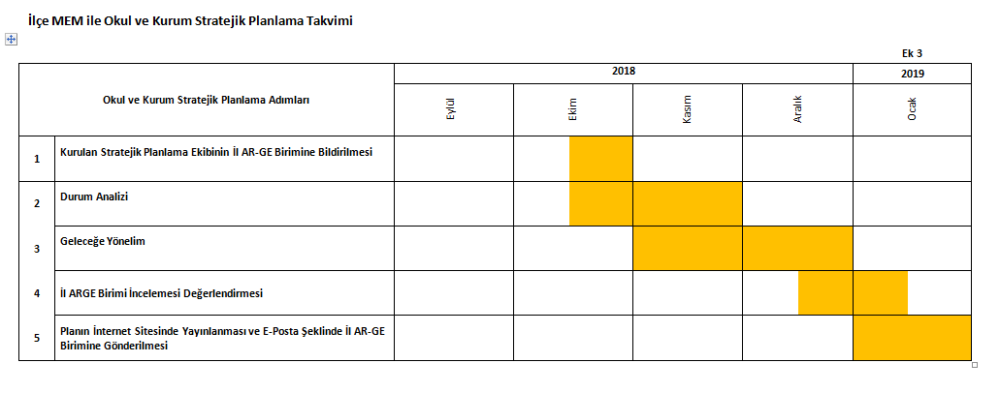 İlçe MEM ile Okul ve Kurum Stratejik Planlama Takvimi
Ek 3
Okul ve Kurum Stratejik Planlama Adımları
2018
2019
Eylül
Ekim
Kasım
Aralık
Ocak
1
Kurulan Stratejik Planlama Ekibinin İl AR-GE Birimine Bildirilmesi
2
Durum Analizi
3
Geleceğe Yönelim
4
İl ARGE Birimi İncelemesi Değerlendirmesi
5
Planın İnternet Sitesinde Yayınlanması ve E-Posta Şeklinde İl AR-GE
Birimine Gönderilmesi